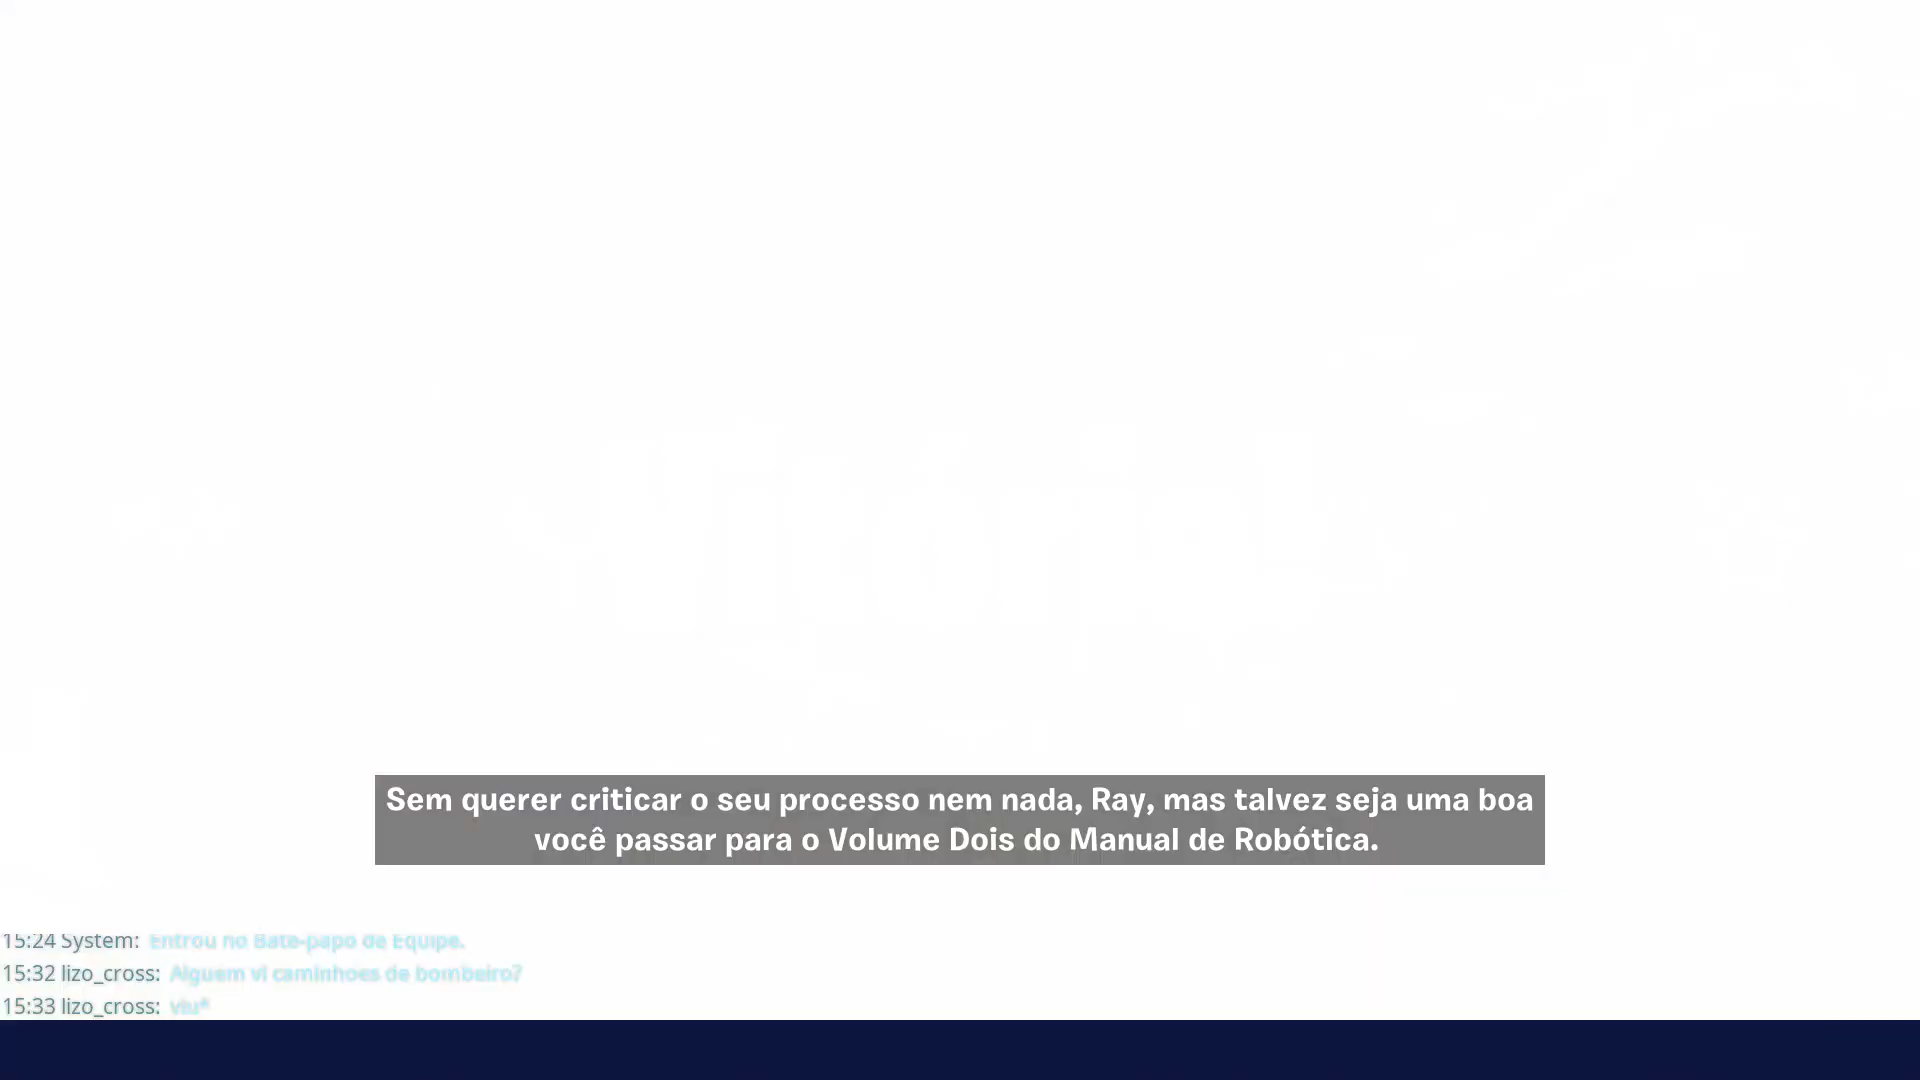 Vitória!
Sem querer criticar o seu processo nem nada, Ray, mas talvez seja uma boa
você passar para o Volume Dois do Manual de Robótica.
15:24 System: Entrou no Bate-papo de Equipe.
15:32 lizo_cross: Alguem vi caminhoes de bombeiro?
15:33 lizo_cross: viu*